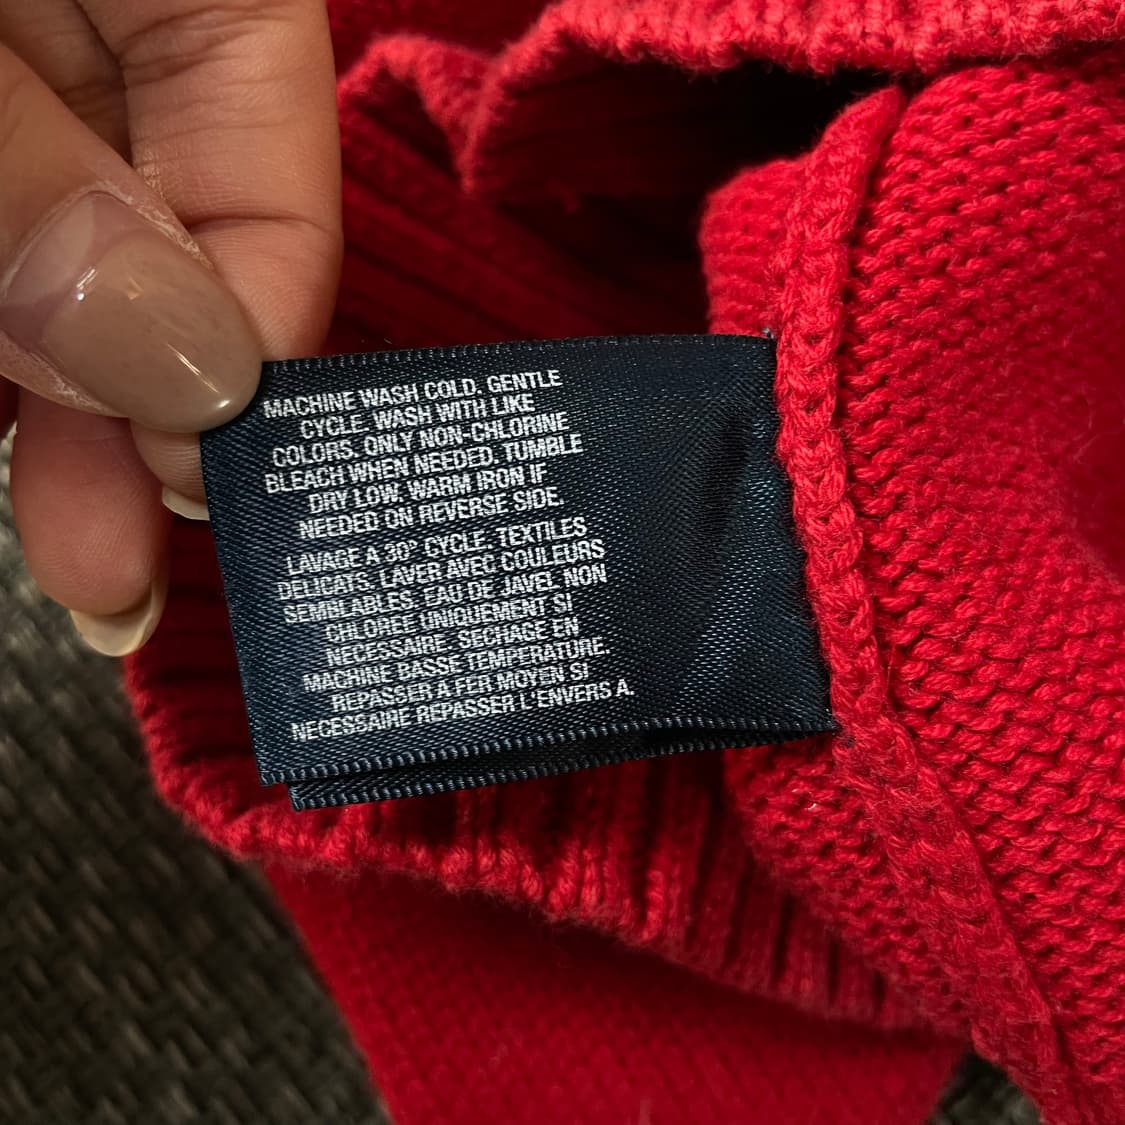 MACHINE WASH COLD. GENTLE
CYCLE. WASH WITH LIKE
COLORS. ONLY NON-CHLORINE
BLEACH WHEN NEEDED. TUMBLE
DRY LOW. WARM IRON IF
NEEDED ON REVERSE SIDE.
LAVAGE A 30° CYCLE. TEXTILES
DELICATS. LAVER AVEC COULEURS
SEMBLABLES. EAU DE JAVEL NON
CHLOREE UNIQUEMENT SI
NECESSAIRE. SECHAGE EN
MACHINE BASSE TEMPERATURE.
REPASSER A FER MOYEN SI
NECESSAIRE REPASSER L'ENVERS A.